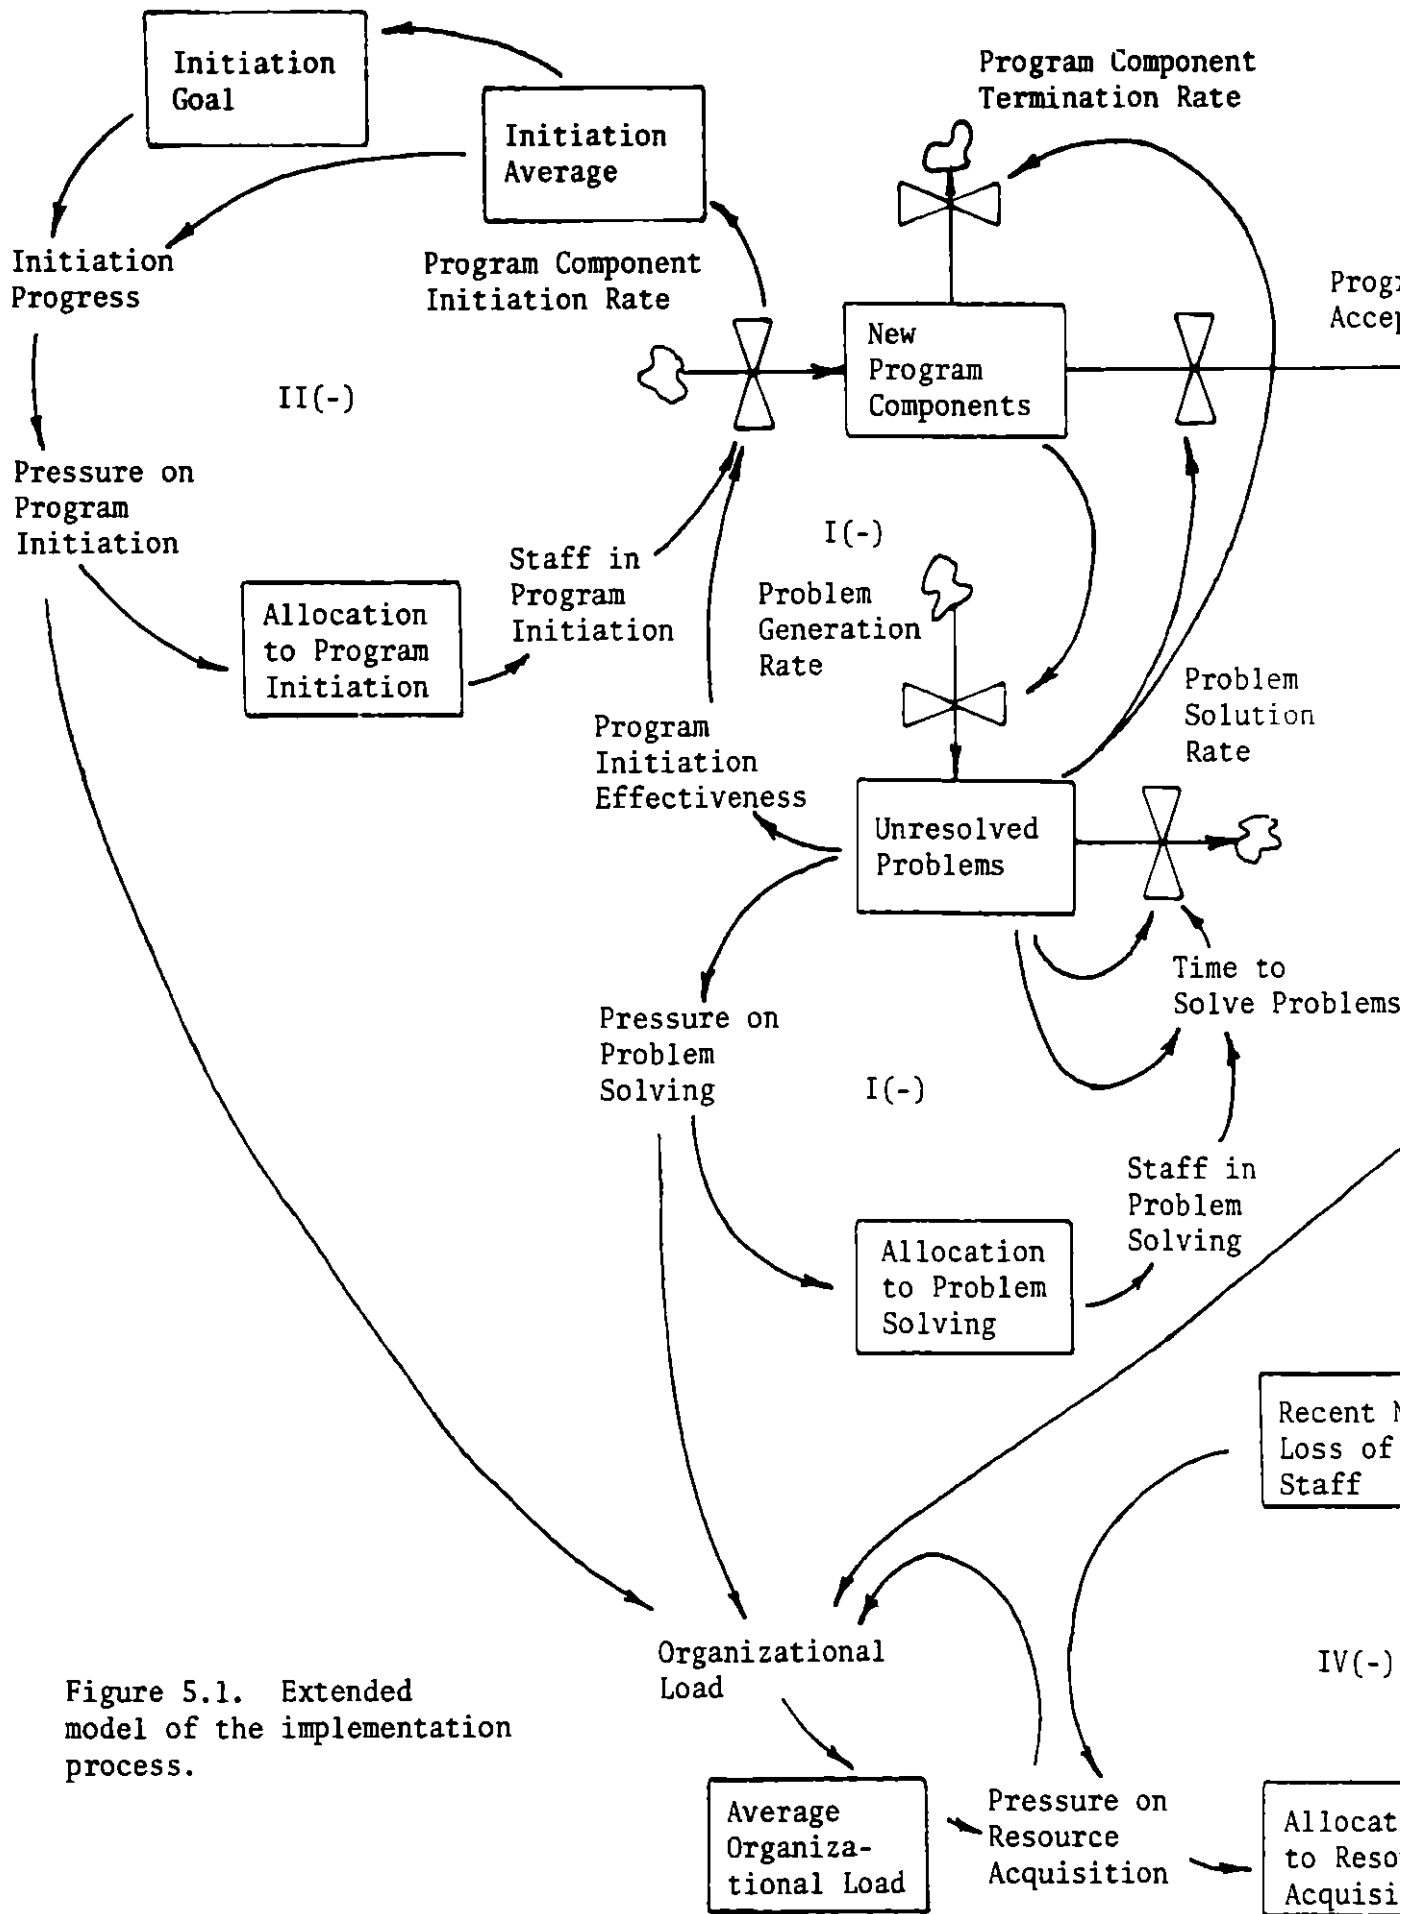 Initiation
Goal
Initiation
Average
Program Component
Termination Rate
Initiation
Progress
Program Component
Initiation Rate
New
Program
Components
II(-)
Pressure on
Program
Initiation
I(-)
Staff in
Program
Initiation
Allocation
to Program
Initiation
Problem
Generation
Rate
Problem
Solution
Rate
Program
Initiation
Effectiveness
Unresolved
Problems
Time to
Solve Problems
Pressure on
Problem
Solving
I(-)
Staff in
Problem
Solving
Allocation
to Problem
Solving
Recent
Loss of
Staff
Organizational
Load
IV(-)
Figure 5.1. Extended
model of the implementation
process.
Average
Organiza-
tional Load
Pressure on
Resource
Acquisition
to